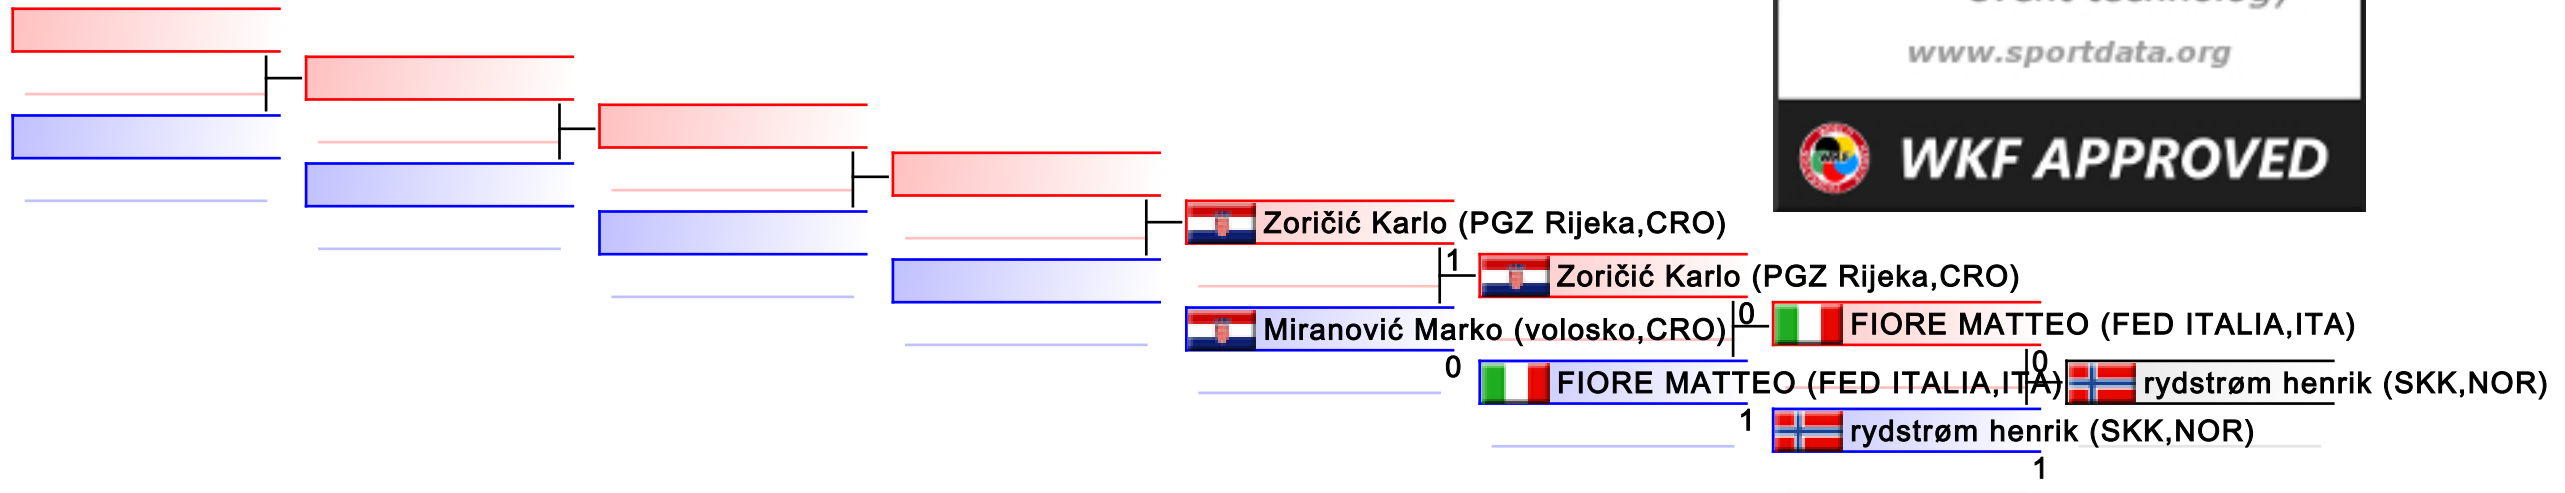 www.sportdata.org
WKF APPROVED
Zoričić Karlo (PGZ Rijeka,CRO)
1
Zoričić Karlo (PGZ Rijeka,CRO)
Miranović Marko (volosko,CRO)
0
0
FIORE MATTEO (FED ITALIA,ITA)
FIORE MATTEO (FED ITALIA,ITA)
1
0
rydstrøm henrik (SKK,NOR)
rydstrøm henrik (SKK,NOR)
1